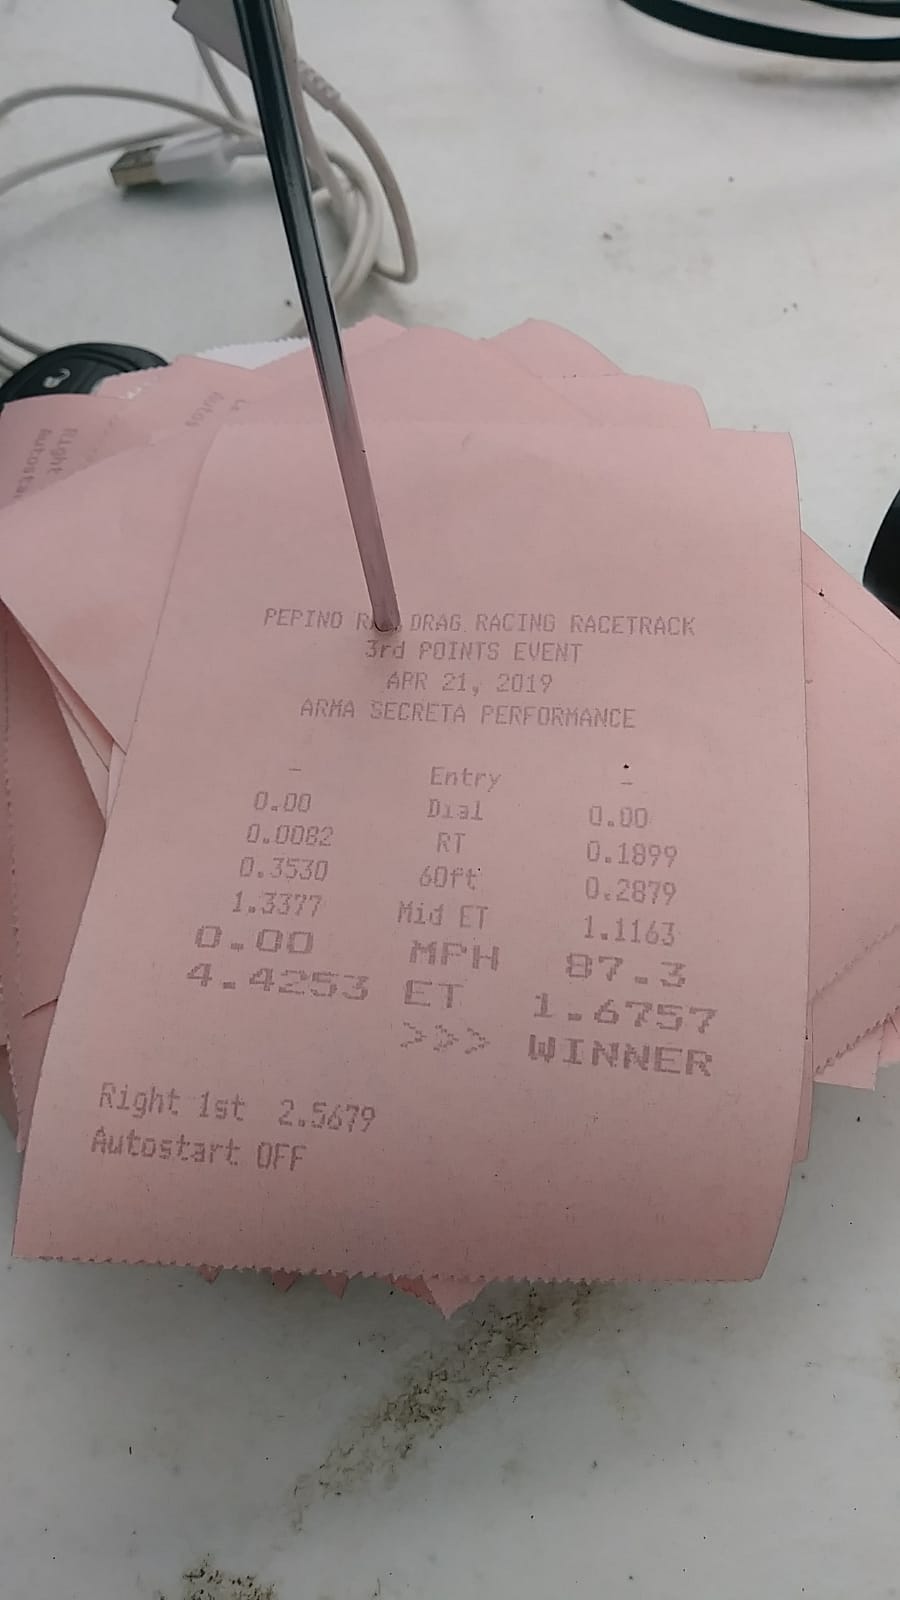 PEPINO DRAG RACING RACETRACK
3rd POINTS EVENT
APR 21, 2019
ARMA SECRETA PERFORMANCE
- Entry -
0.00 Dial 0.00
0.0082 RT 0.1899
0.3530 60ft 0.2879
1.3377 Mid ET 1.1163
0.00 MPH 87.3
4.4253 ET 1.6757
>>> WINNER
Right 1st 2.5679
Autostart OFF
Right